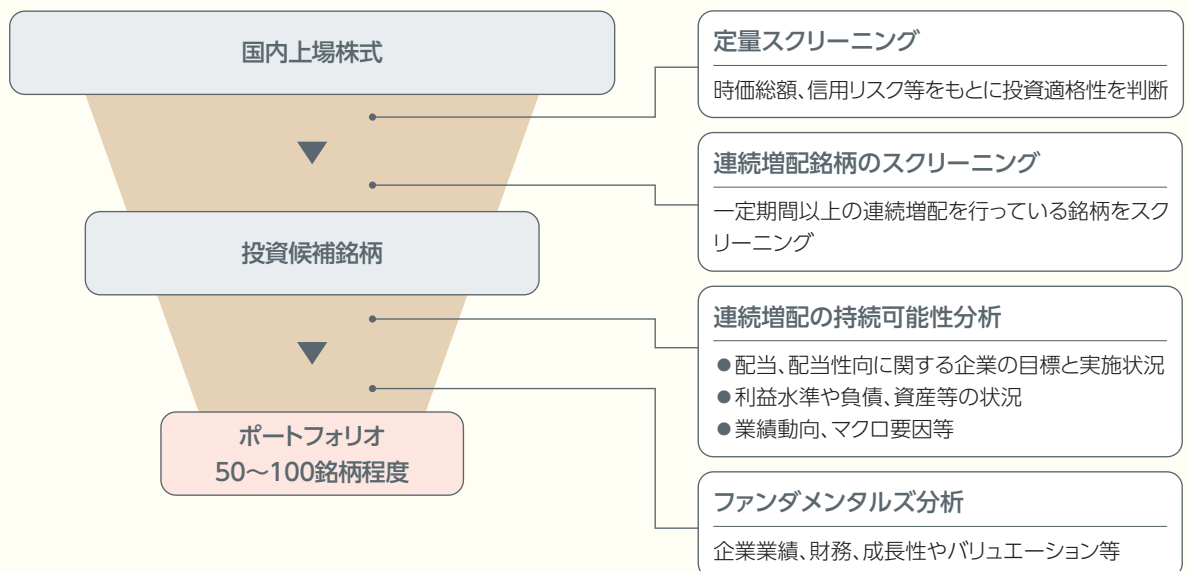 国内上場株式
投資候補銘柄
ポートフォリオ
50～100銘柄程度
定量スクリーニング
時価総額、信用リスク等をもとに投資適格性を判断
連続増配銘柄のスクリーニング
一定期間以上の連続増配を行っている銘柄をスク
リーニング
連続増配の持続可能性分析
●配当、配当性向に関する企業の目標と実施状況
●利益水準や負債、資産等の状況
●業績動向、マクロ要因等
ファンダメンタルズ分析
企業業績、財務、成長性やバリュエーション等